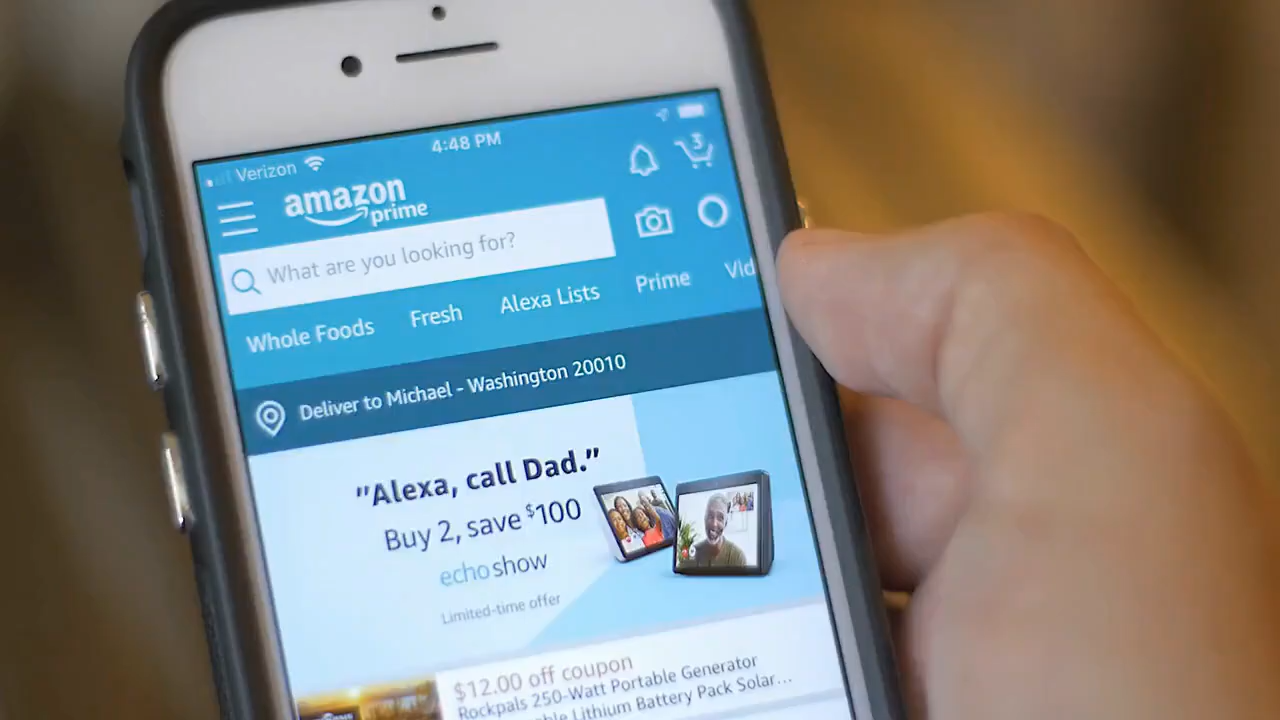 Verizon
4:48 PM
3
amazon
prime
What are you looking for?
Whole Foods Fresh Alexa Lists Prime Vid
Deliver to Michael - Washington 20010
"Alexa, call Dad."
Buy 2, save $100
echo show
Limited-time offer
$12.00 off coupon
Rockpals 250-Watt Portable Generator
Lithium Battery Pack Solar...